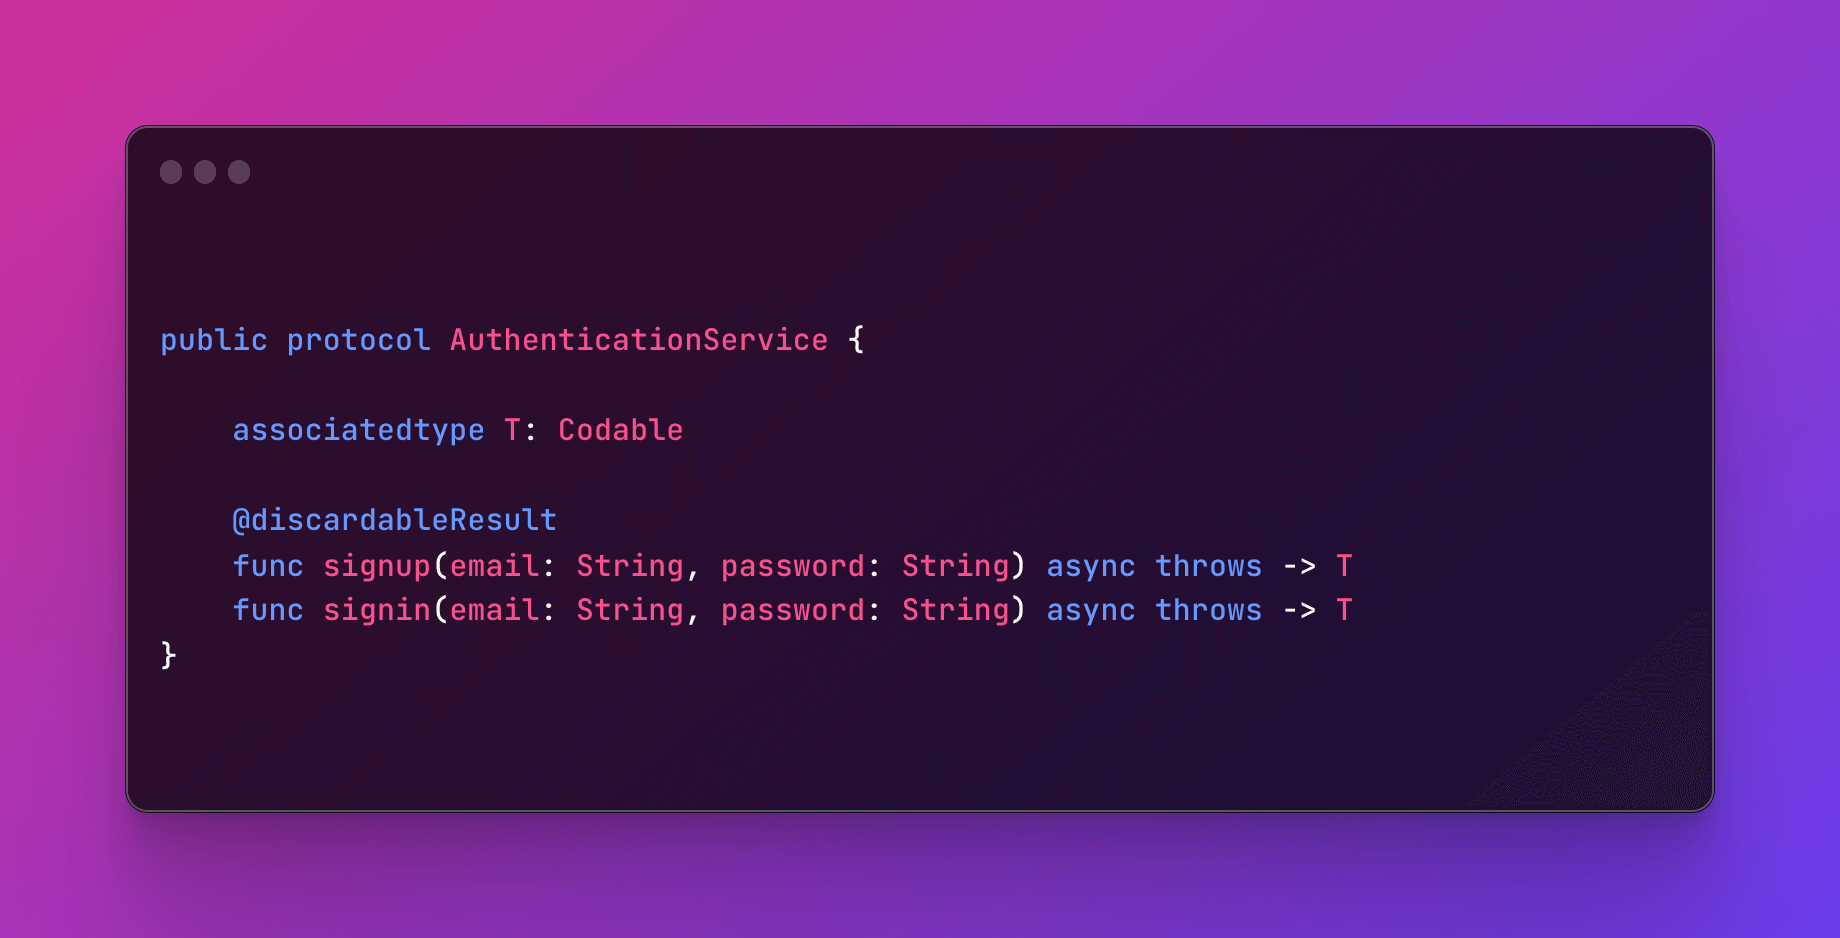 public protocol AuthenticationService {
associatedtype T: Codable
@discardableResult
func signup(email: String, password: String) async throws -> T
func signin(email: String, password: String) async throws -> T
}